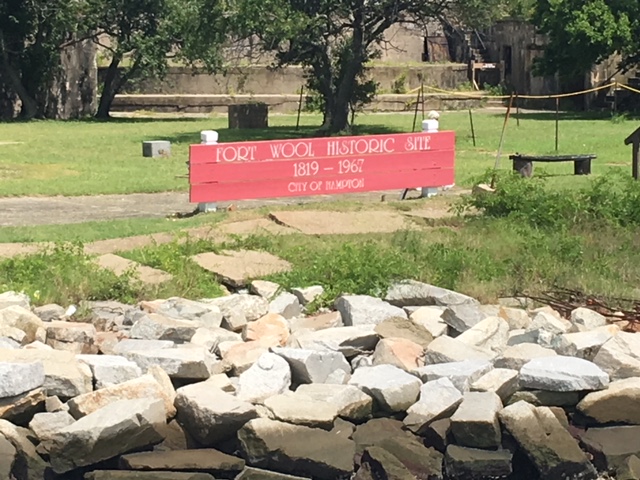 FORT WOOL HISTORIC SITE
1819 - 1967
CITY OF HAMPTON